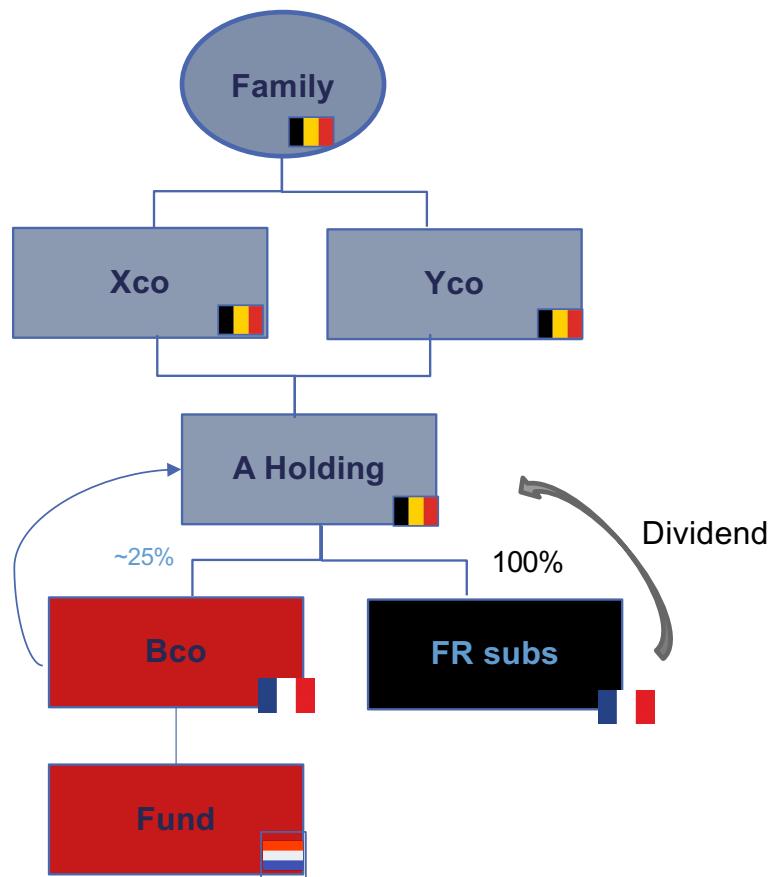 Family
Xco
Yco
A Holding
~25%
100%
Dividend
Bco
FR subs
Fund